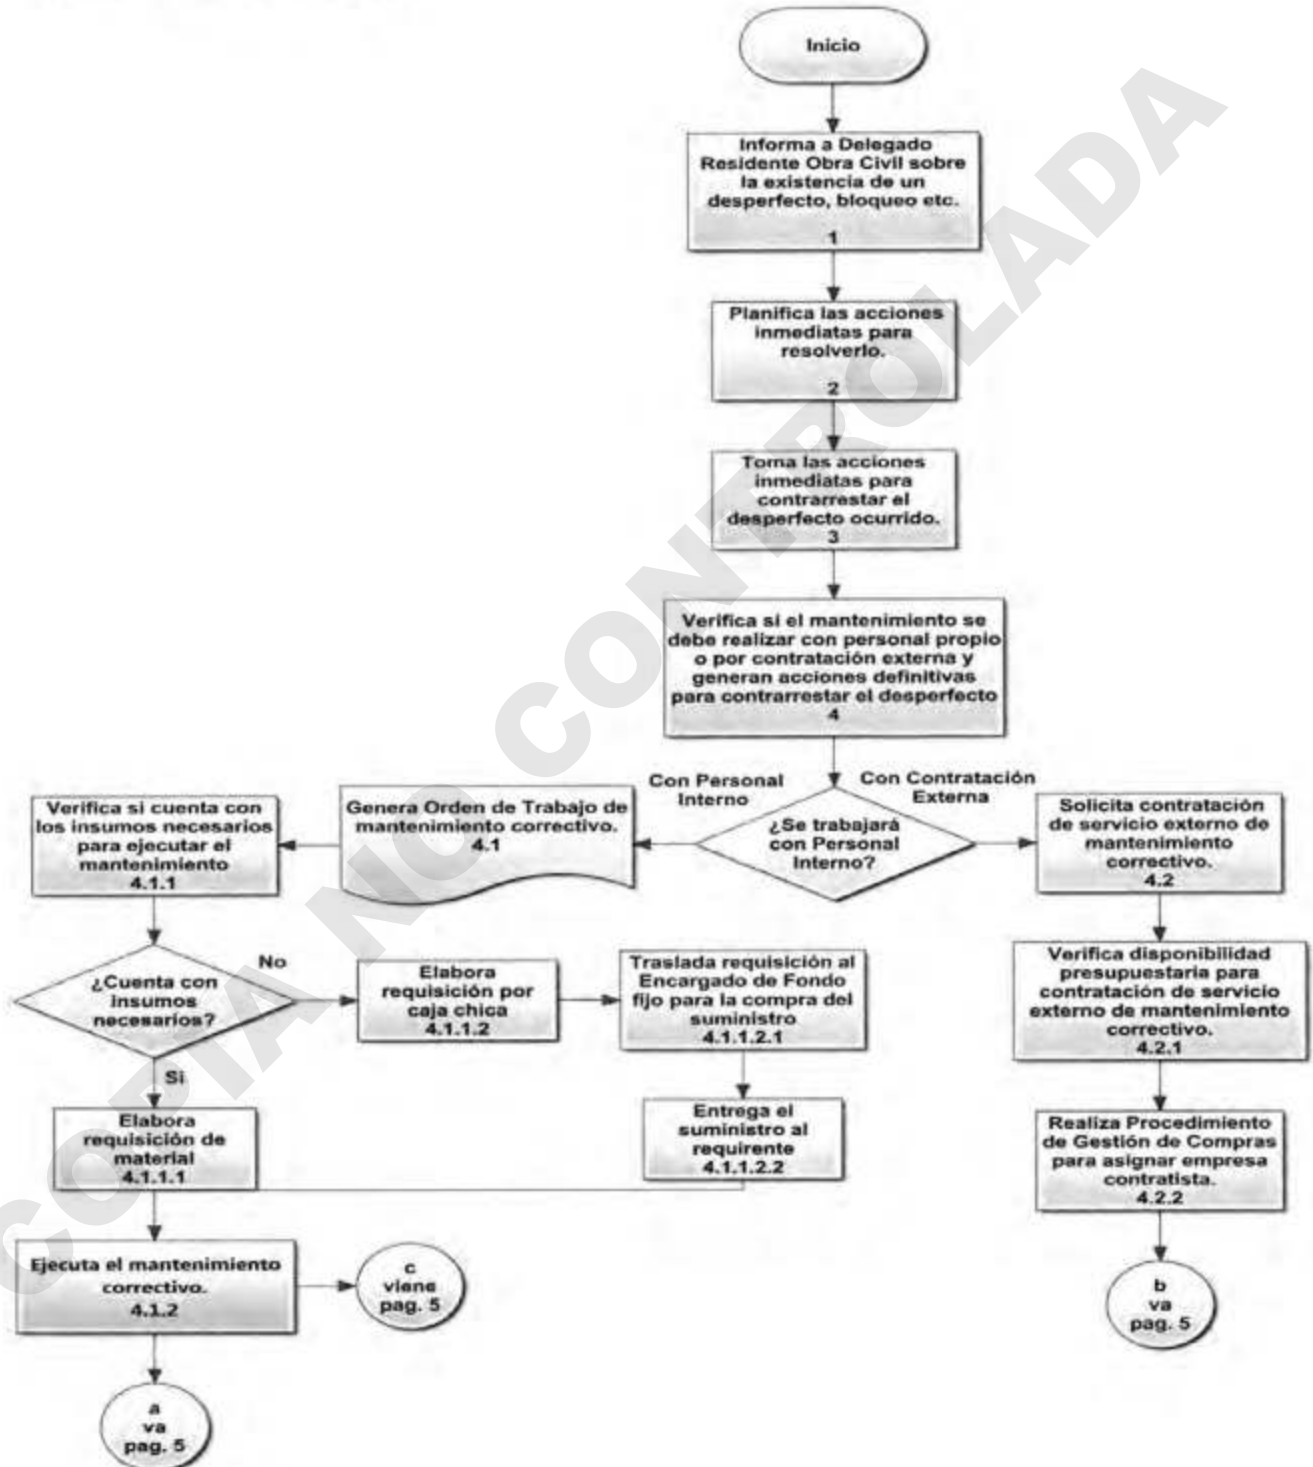 Inicio
Informa a Delegado
Residente Obra Civil sobre
la existencia de un
desperfecto, bloqueo etc.
1
Planifica las acciones
inmediatas para
resolverlo.
2
Toma las acciones
inmediatas para
contrarrestar el
desperfecto ocurrido.
3
Verifica si el mantenimiento se
debe realizar con personal propio
o por contratación externa y
generan acciones definitivas
para contrarrestar el desperfecto
4
Con Personal
Interno
Con Contratación
Externa
¿Se trabajará
con Personal
Interno?
Genera Orden de Trabajo de
mantenimiento correctivo.
4.1
Verifica si cuenta con
los insumos necesarios
para ejecutar el
mantenimiento
4.1.1
¿Cuenta con
insumos
necesarios?
No
Si
Elabora
requisición por
caja chica
4.1.1.2
Traslada requisición al
Encargado de Fondo
fijo para la compra del
suministro
4.1.1.2.1
Entrega el
suministro al
requirente
4.1.1.2.2
Elabora
requisición de
material
4.1.1.1
Ejecuta el mantenimiento
correctivo.
4.1.2
c
viene
pag. 5
a
va
pag. 5
Solicita contratación
de servicio externo de
mantenimiento
correctivo.
4.2
Verifica disponibilidad
presupuestaria para
contratación de servicio
externo de mantenimiento
correctivo.
4.2.1
Realiza Procedimiento
de Gestión de Compras
para asignar empresa
contratista.
4.2.2
b
va
pag. 5
COPIA NO CONTROLADA